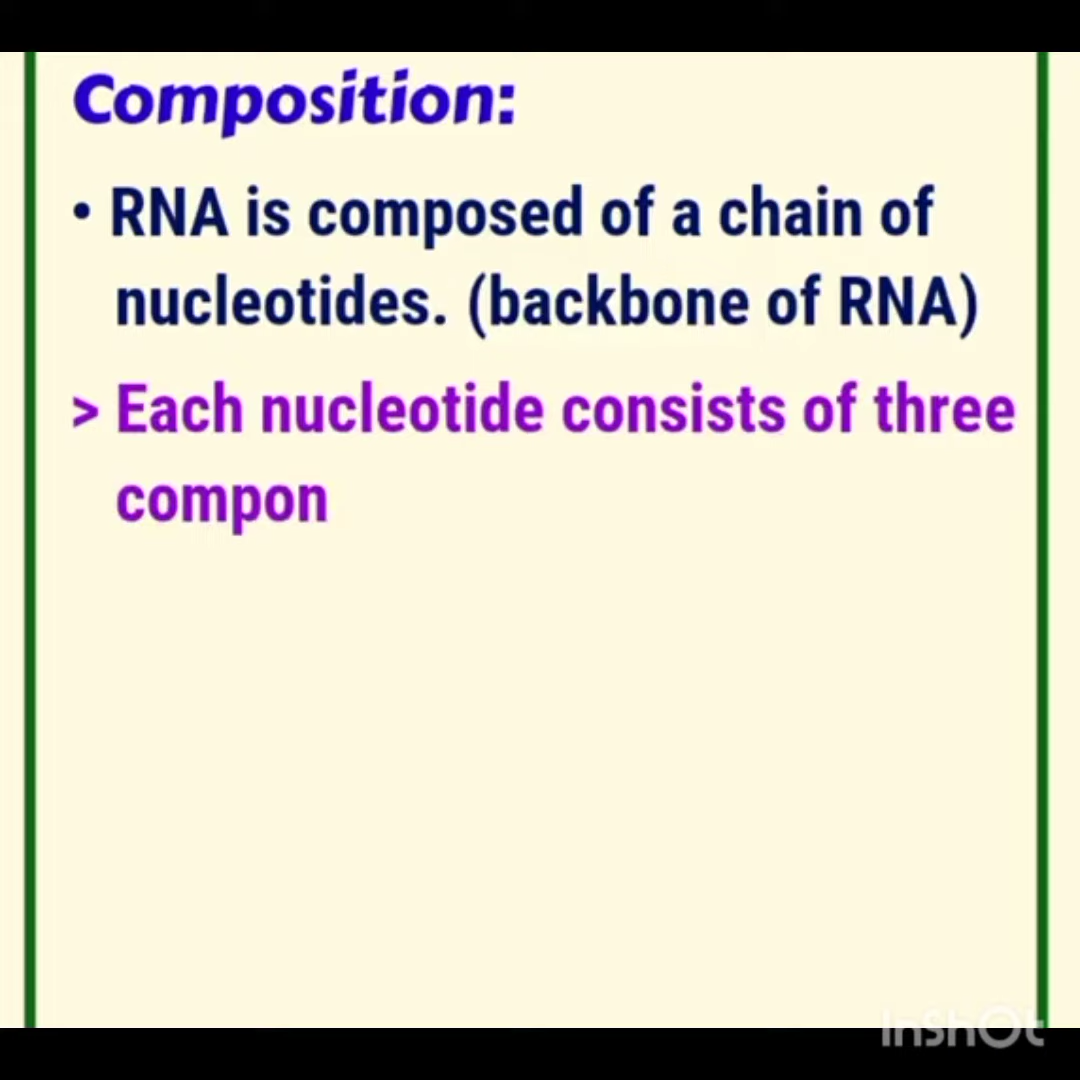 Composition:
• RNA is composed of a chain of
nucleotides. (backbone of RNA)
> Each nucleotide consists of three
compon
InShOt